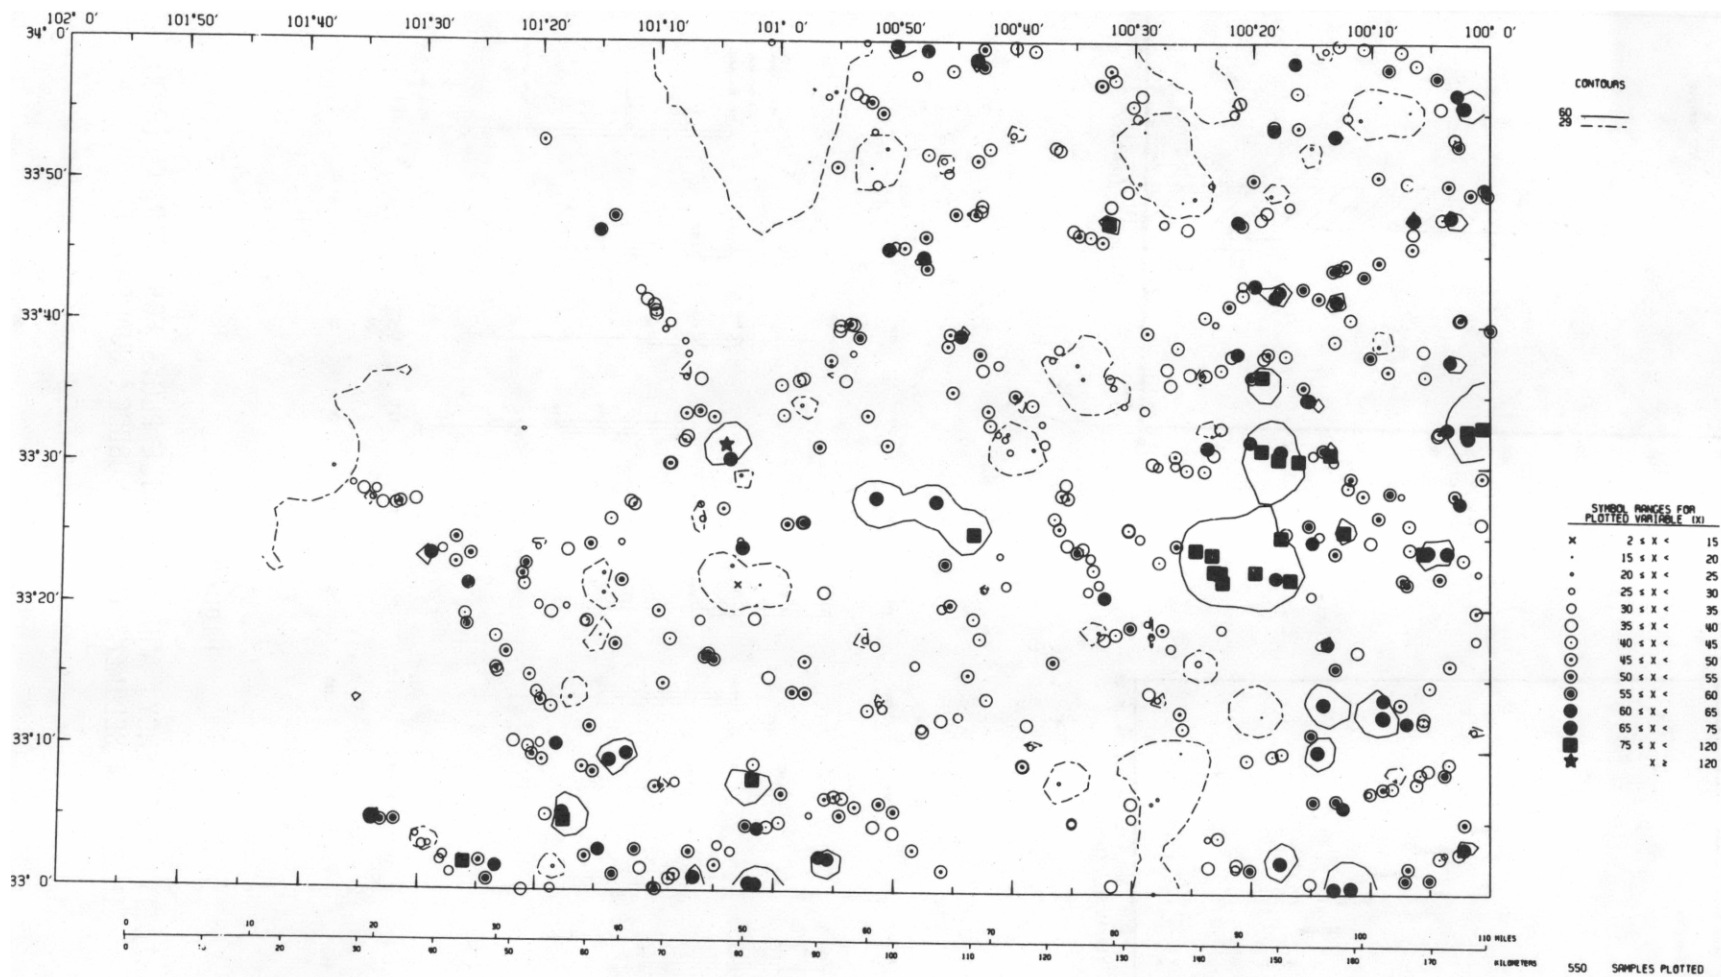 102° 0' 101°50' 101°40' 101°30' 101°20' 101°10' 101° 0' 100°50' 100°40' 100°30' 100°20' 100°10' 100° 0'
34° 0'
33°50'
33°40'
33°30'
33°20'
33°10'
33° 0'
CONTOURS
60
29
SYMBOL RANGES FOR
PLOTTED VARIABLE (X)
2 ≤ X < 15
15 ≤ X < 20
20 ≤ X < 25
25 ≤ X < 30
30 ≤ X < 35
35 ≤ X < 40
40 ≤ X < 45
45 ≤ X < 50
50 ≤ X < 55
55 ≤ X < 60
60 ≤ X < 65
65 ≤ X < 75
75 ≤ X < 120
X ≥ 120
0 10 20 30 40 50 60 70 80 90 100 110 MILES
0 10 20 30 40 50 60 70 80 90 100 110 120 130 140 150 160 170 KILOMETERS
550 SAMPLES PLOTTED